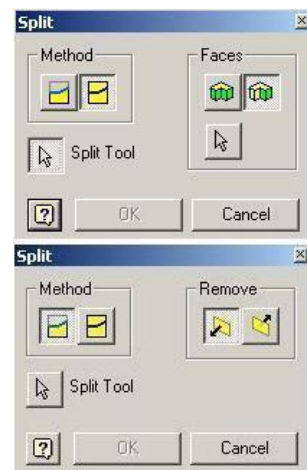 Split
Method
Faces
Split Tool
OK
Cancel
Split
Method
Remove
Split Tool
OK
Cancel